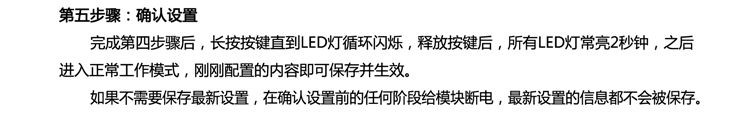 第五步骤：确认设置
完成第四步骤后，长按按键直到LED灯循环闪烁，释放按键后，所有LED灯常亮2秒钟，之后
进入正常工作模式，刚刚配置的内容即可保存并生效。
如果不需要保存最新设置，在确认设置前的任何阶段给模块断电，最新设置的信息都不会被保存。